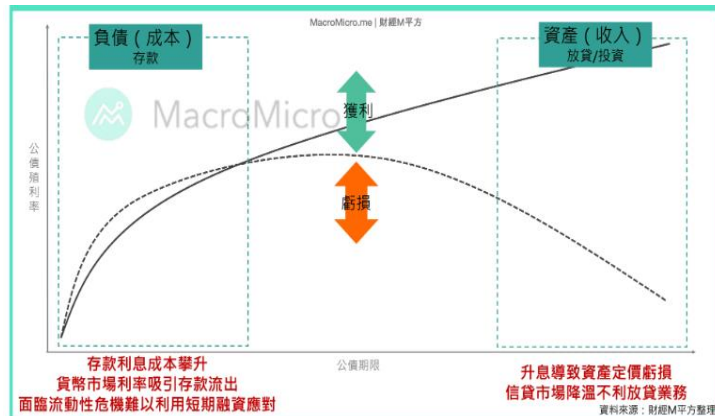 MacroMicro.me | 財經M平方
負債（成本）
存款
資產（收入）
放貸/投資
MacroMicro
獲利
虧損
公債殖利率
公債期限
存款利息成本攀升
貨幣市場利率吸引存款流出
面臨流動性危機難以利用短期融資應對
升息導致資產定價虧損
信貸市場降溫不利放貸業務
資料來源：財經M平方整理